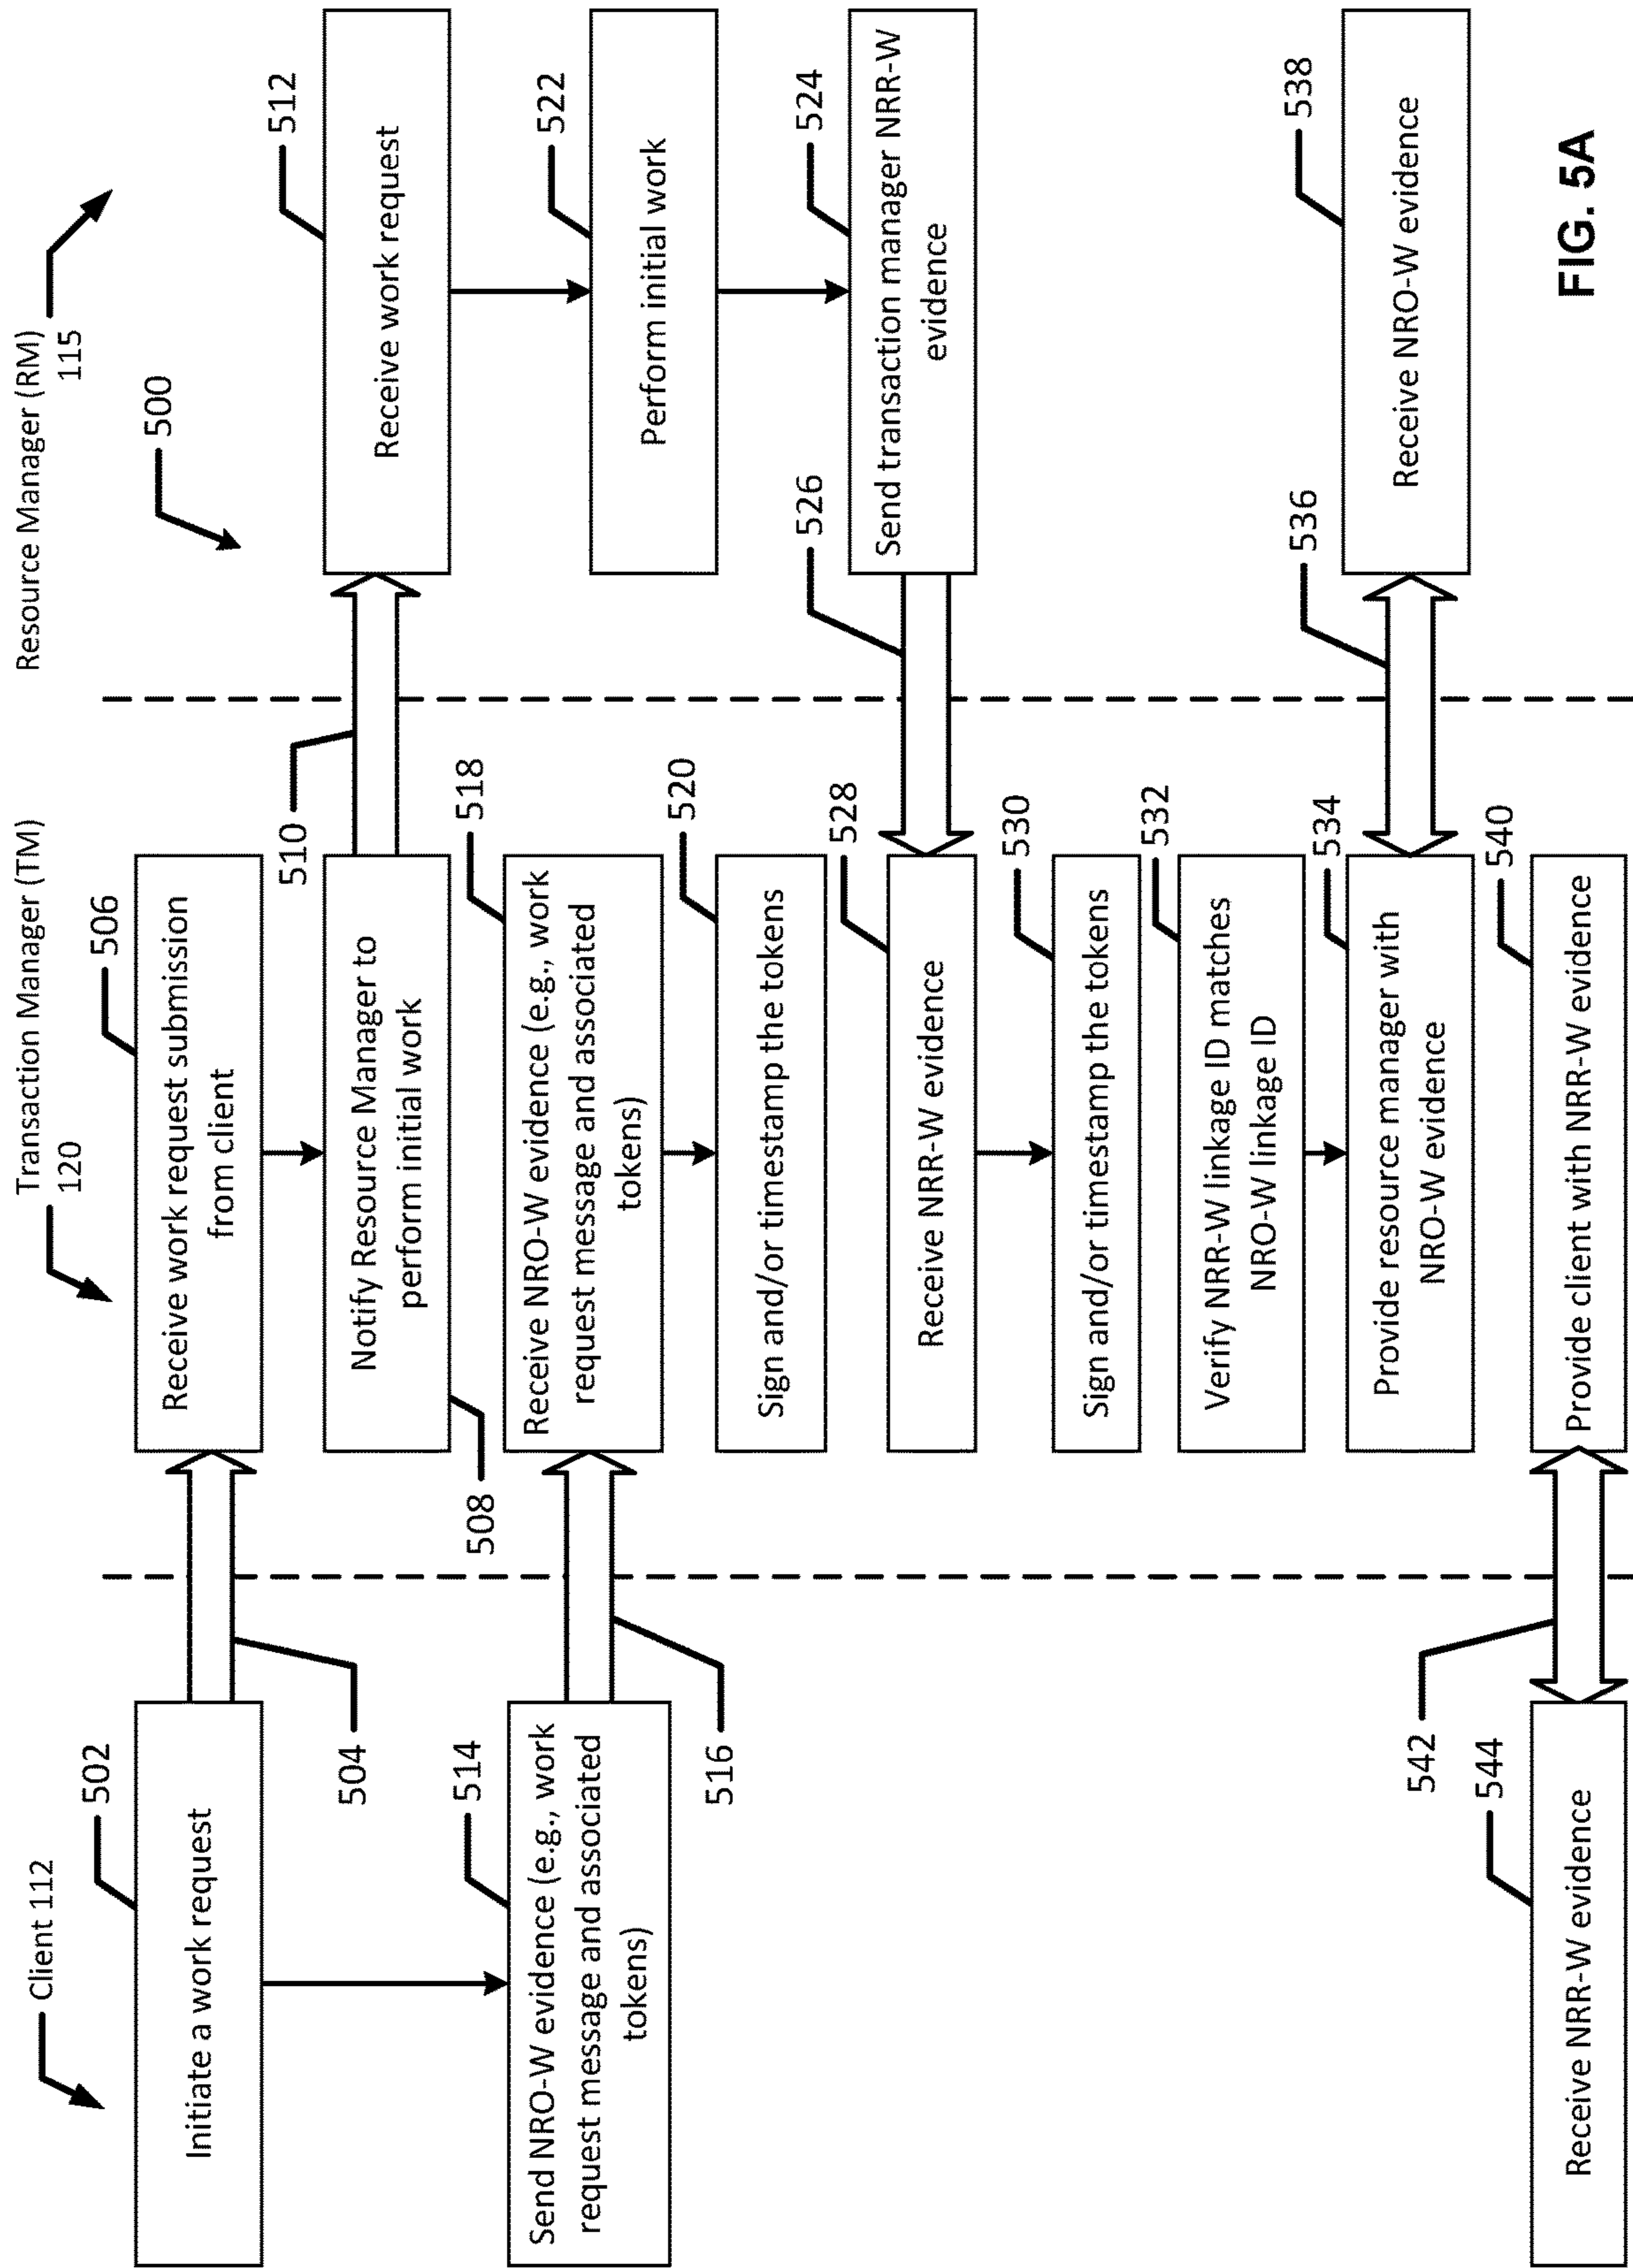 Client 112
Transaction Manager (TM)
120
Resource Manager (RM)
115
500
502
Initiate a work request
504
506
Receive work request submission
from client
508
Notify Resource Manager to
perform initial work
510
512
Receive work request
514
Send NRO-W evidence (e.g., work
request message and associated
tokens)
516
518
Receive NRO-W evidence (e.g., work
request message and associated
tokens)
520
Sign and/or timestamp the tokens
522
Perform initial work
524
Send transaction manager NRR-W
evidence
526
528
Receive NRR-W evidence
530
Sign and/or timestamp the tokens
532
Verify NRR-W linkage ID matches
NRO-W linkage ID
534
Provide resource manager with
NRO-W evidence
536
538
Receive NRO-W evidence
540
Provide client with NRR-W evidence
542
544
Receive NRR-W evidence
FIG. 5A